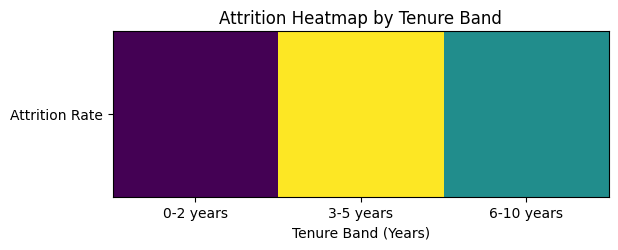 Attrition Heatmap by Tenure Band
Attrition Rate
0-2 years 3-5 years 6-10 years
Tenure Band (Years)